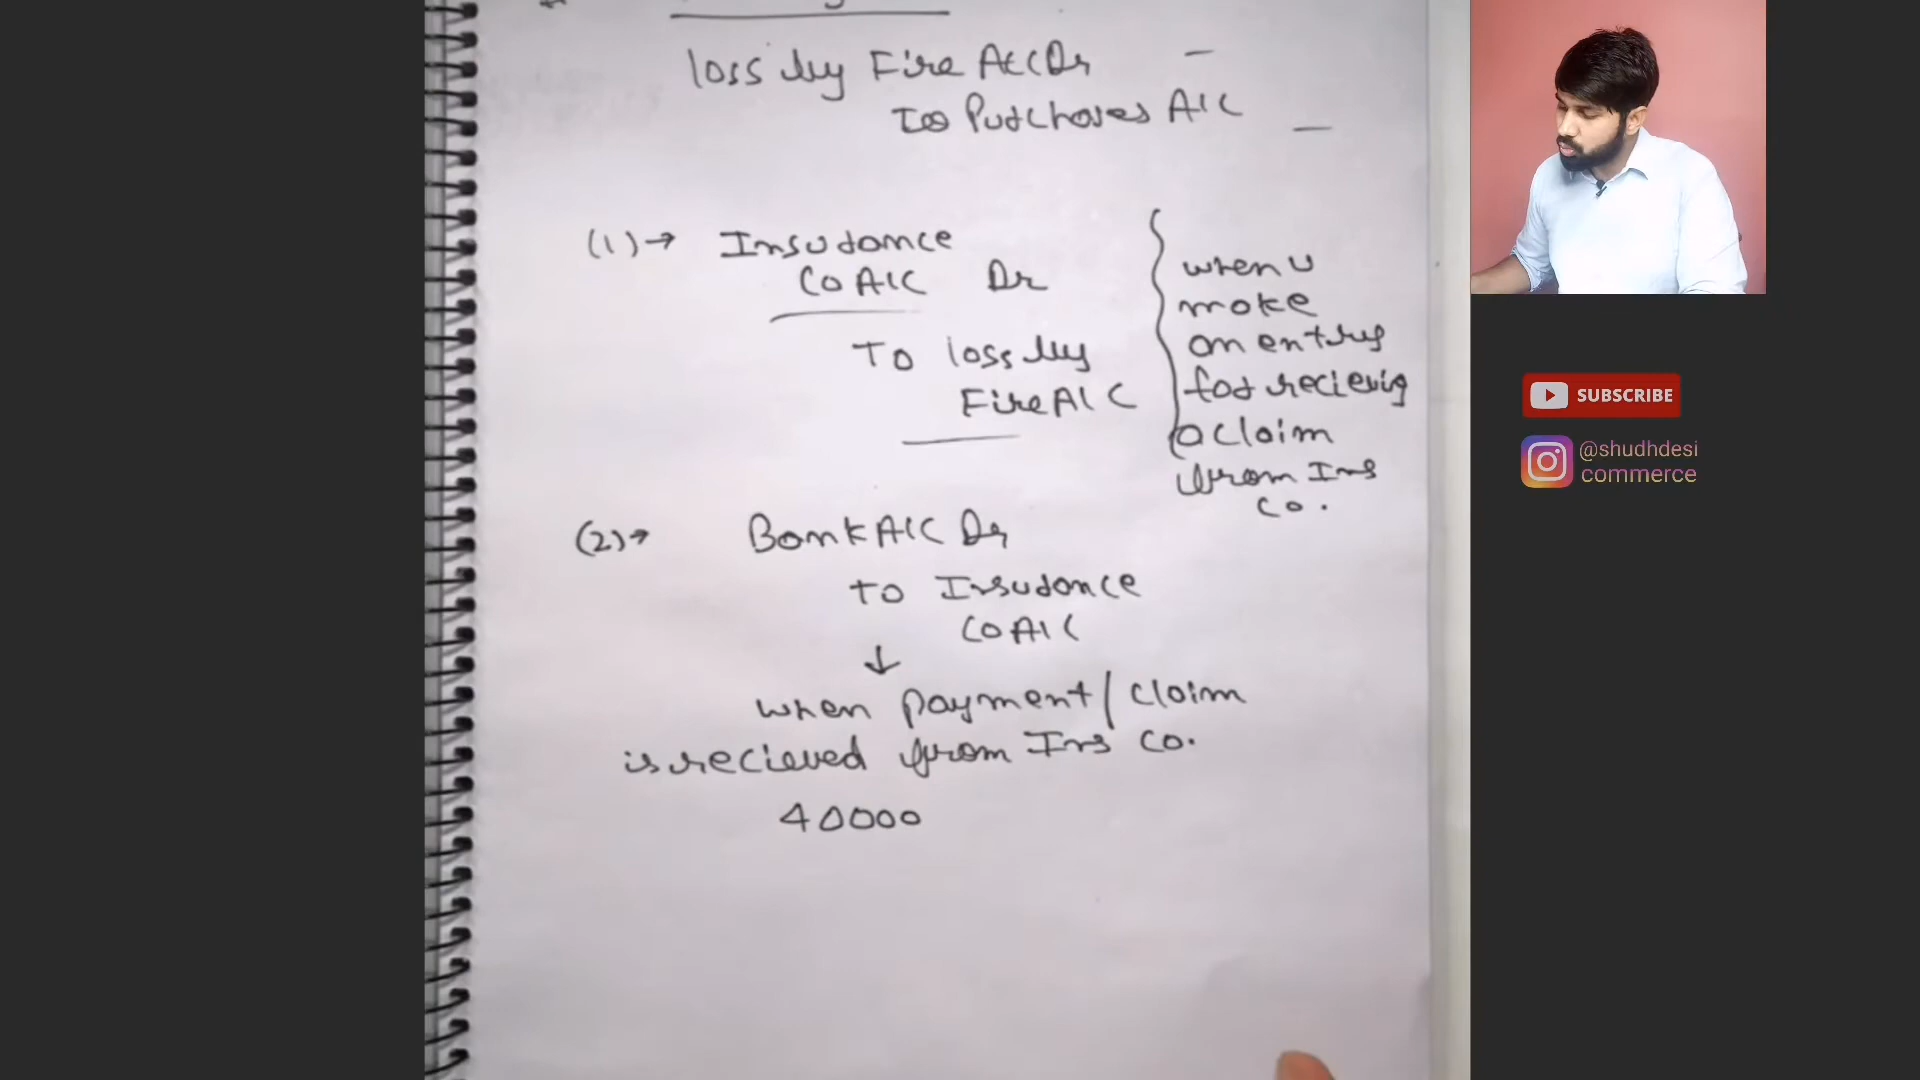 loss by Fire A/C Dr -
To Purchases A/C -
(1) → Insurance
Co A/C Dr
To loss by
Fire A/C
when u
make
an entry
for recieving
a claim
from Ins
Co.
(2) → Bank A/C Dr
To Insurance
Co A/C
↓
when payment / claim
is recieved from Ins Co.
40000
SUBSCRIBE
@shudhdesi
commerce